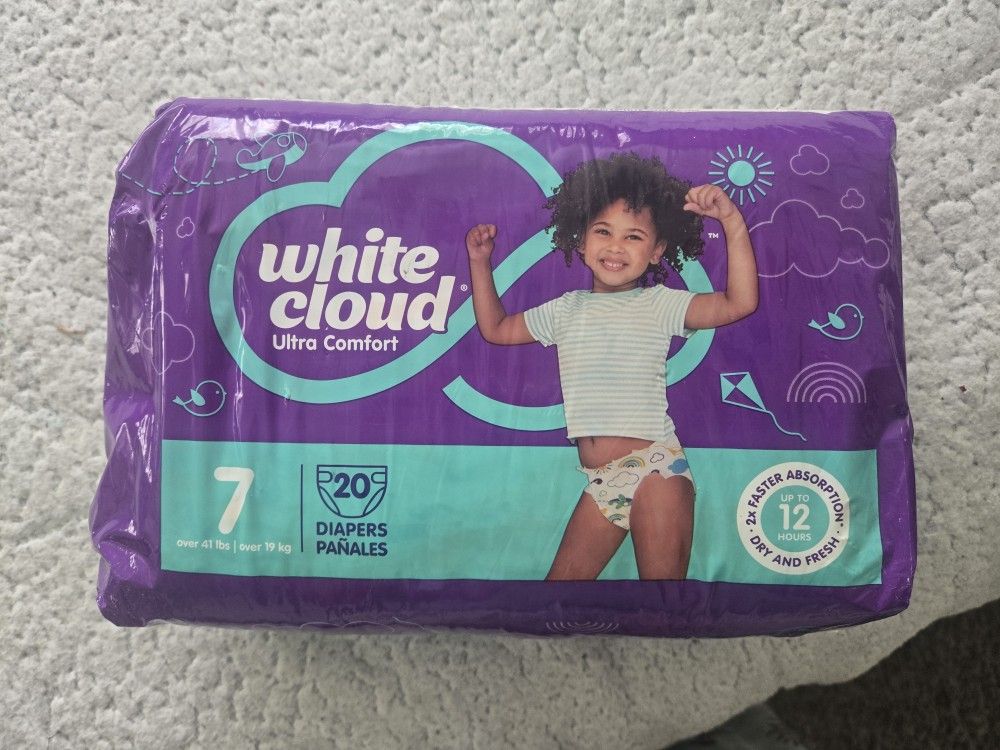 white
cloud®
Ultra Comfort
™
7
over 41 lbs | over 19 kg
20
DIAPERS
PAÑALES
· 2x FASTER ABSORPTION ·
UP TO
12
HOURS
DRY AND FRESH